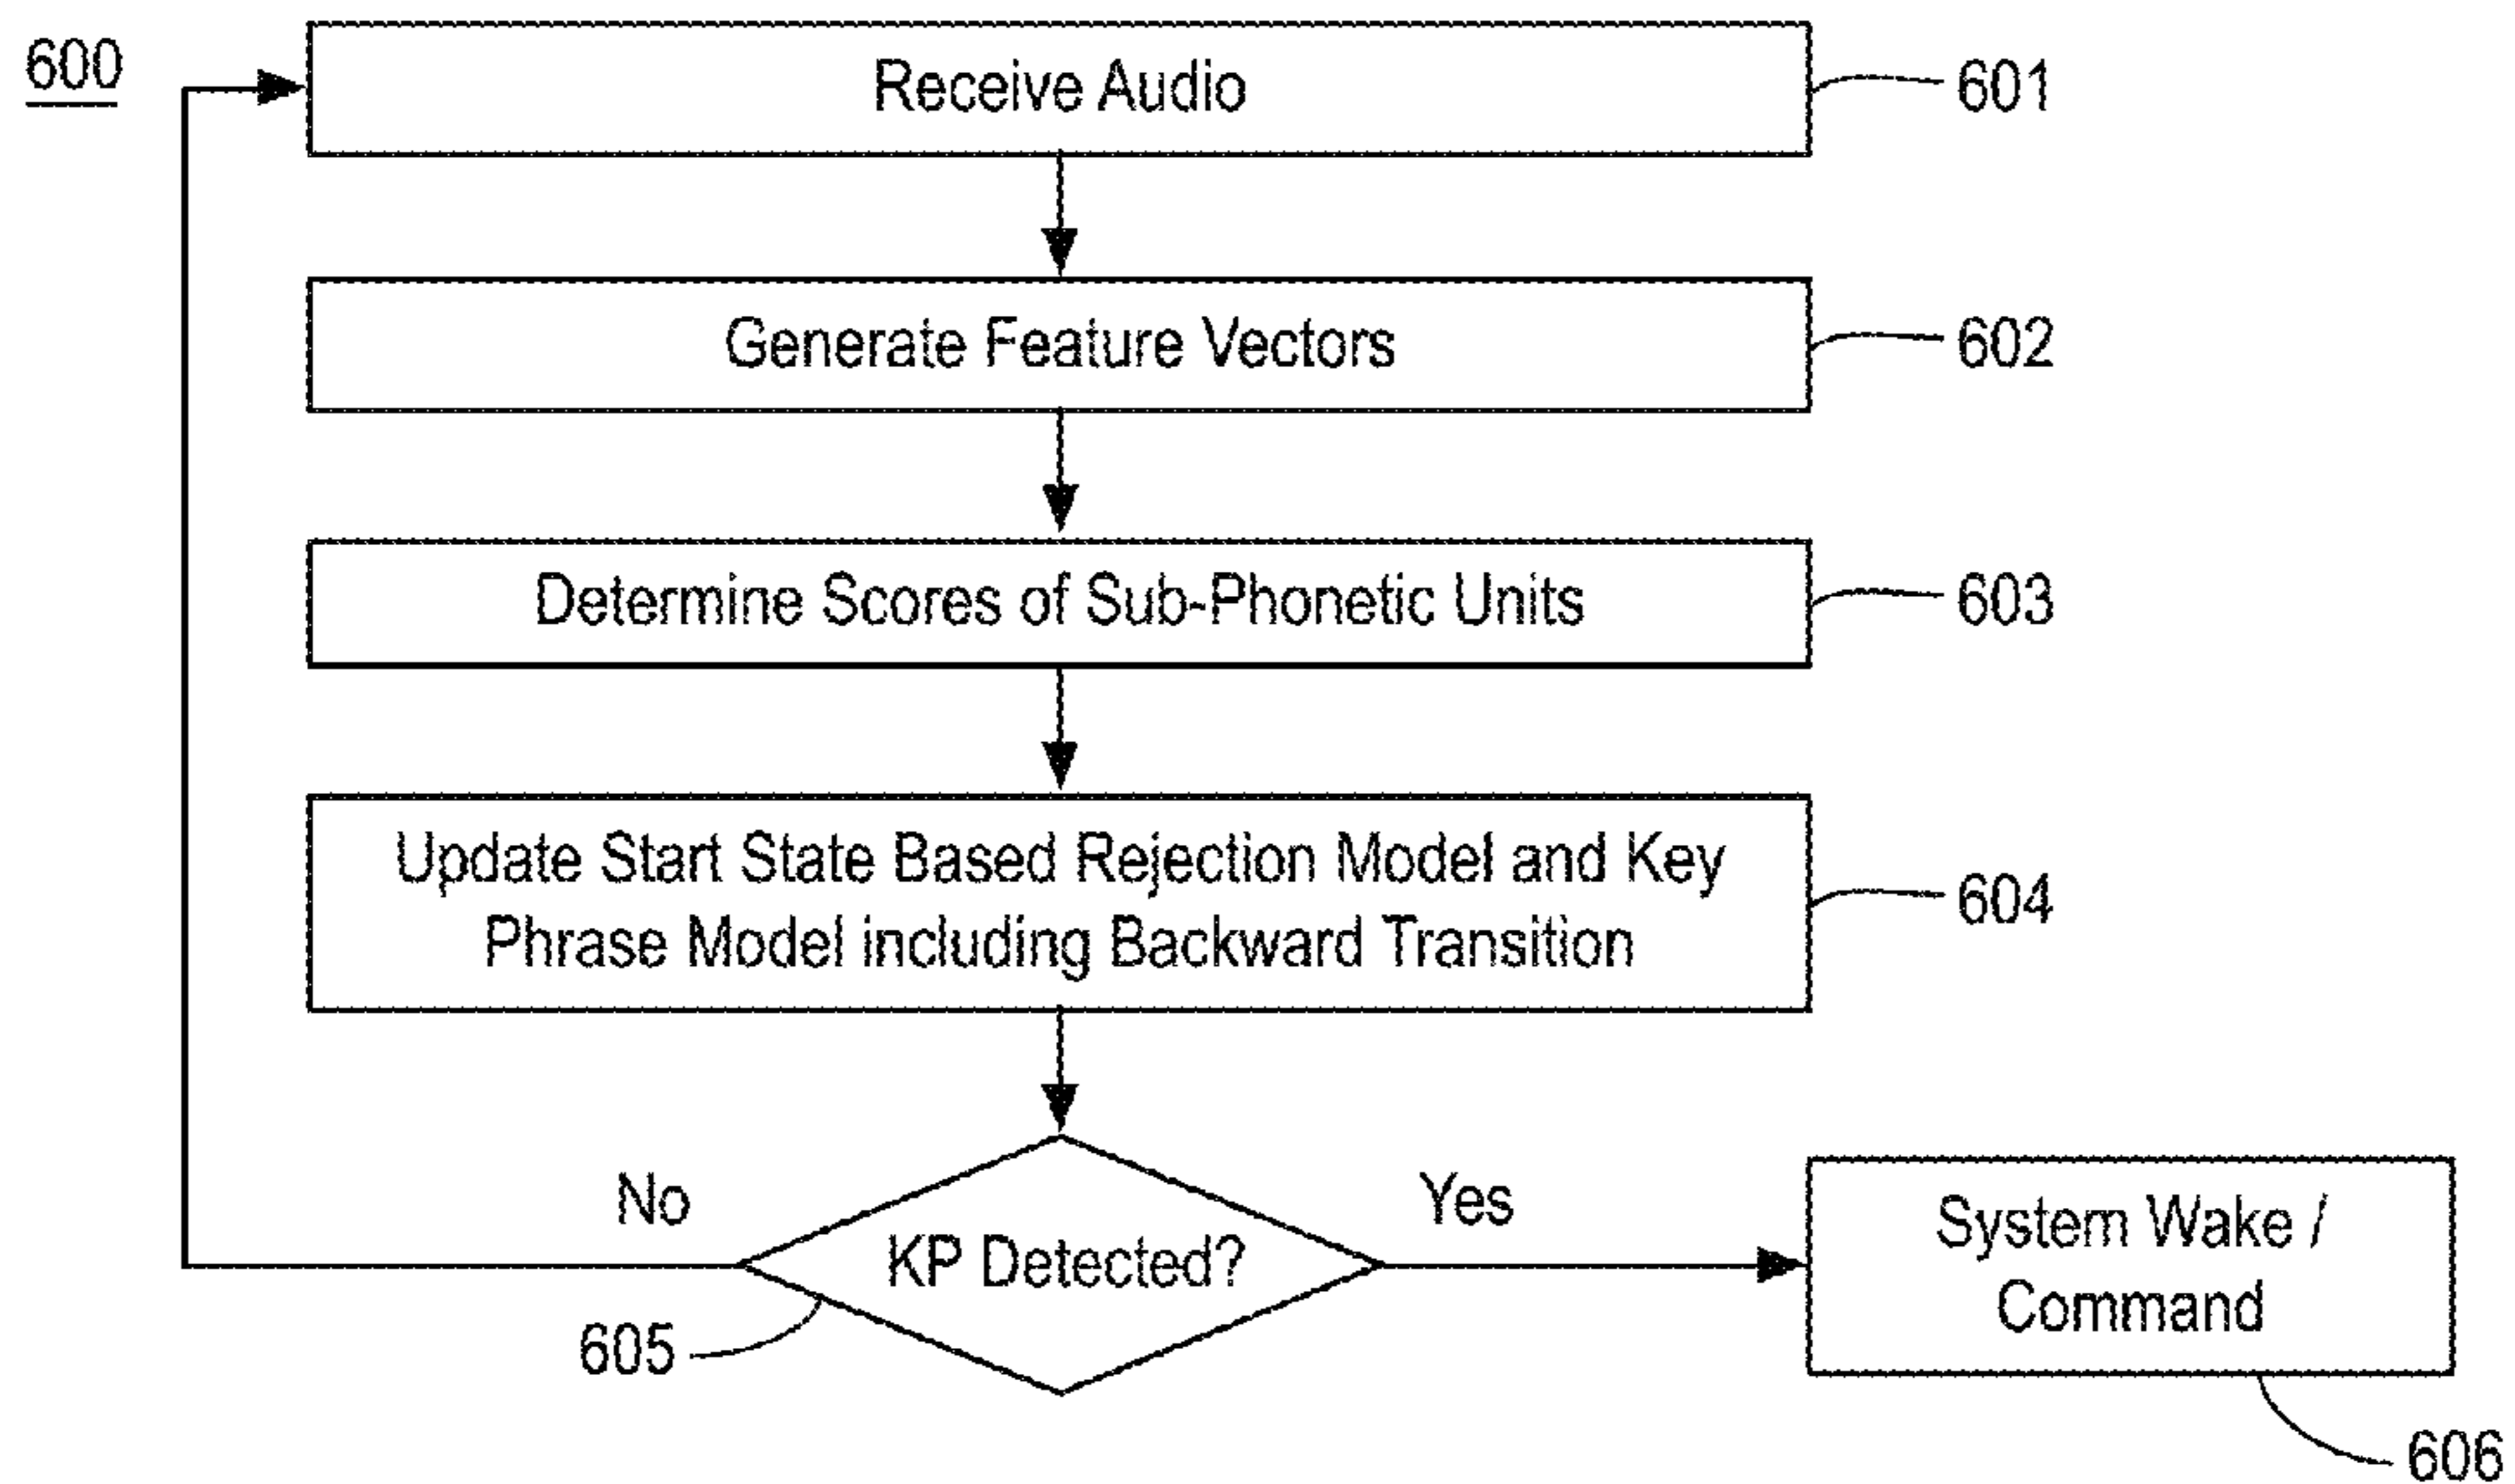 600
Receive Audio
601
Generate Feature Vectors
602
Determine Scores of Sub-Phonetic Units
603
Update Start State Based Rejection Model and Key
Phrase Model including Backward Transition
604
No
KP Detected?
Yes
605
System Wake /
Command
606